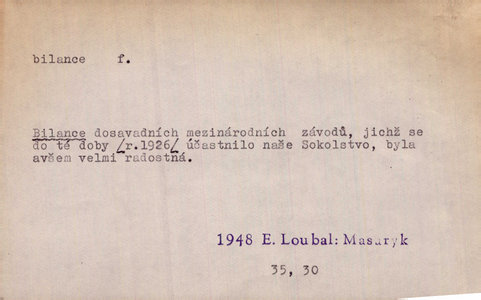 bilance f.
Bilance dosavadních mezinárodních závodů, jichž se
do té doby /r.1926/ účastnilo naše Sokolstvo, byla
avšem velmi radostná.
1948 E. Loubal: Masaryk
35, 30